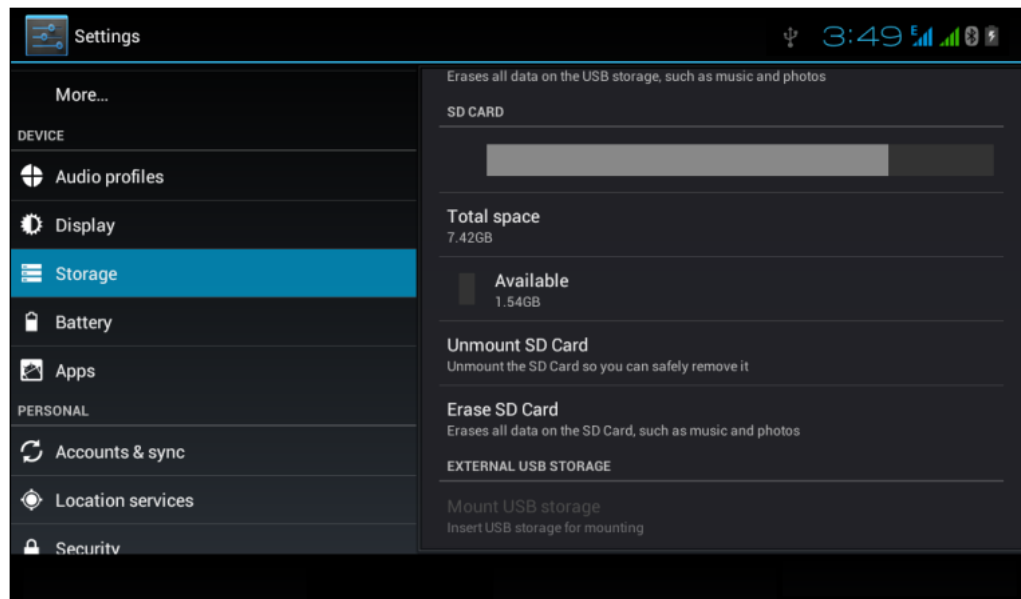 Settings
3:49
E
More...
DEVICE
Audio profiles
Display
Storage
Battery
Apps
PERSONAL
Accounts & sync
Location services
Security
Erases all data on the USB storage, such as music and photos
SD CARD
Total space
7.42GB
Available
1.54GB
Unmount SD Card
Unmount the SD Card so you can safely remove it
Erase SD Card
Erases all data on the SD Card, such as music and photos
EXTERNAL USB STORAGE
Mount USB storage
Insert USB storage for mounting